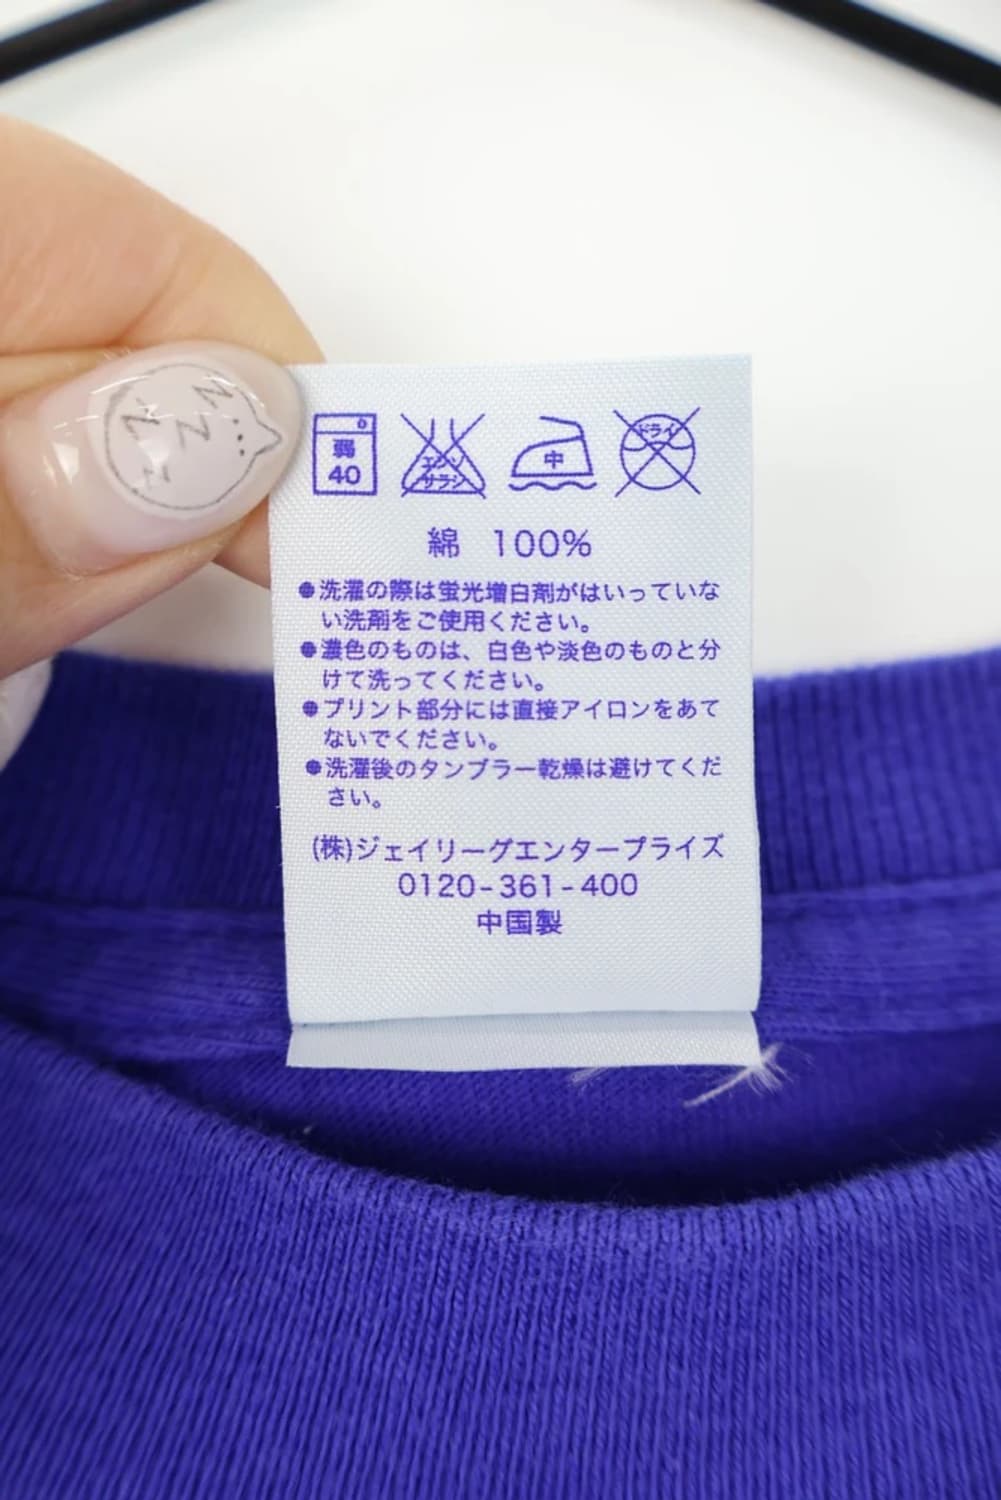 弱 40 エンソ サラシ 中 ドライ
綿 100%
●洗濯の際は蛍光増白剤がはいっていな
い洗剤をご使用ください。
●濃色のものは、白色や淡色のものと分
けて洗ってください。
●プリント部分には直接アイロンをあて
ないでください。
●洗濯後のタンブラー乾燥は避けてくだ
さい。
(株)ジェイリーグエンタープライズ
0120-361-400
中国製